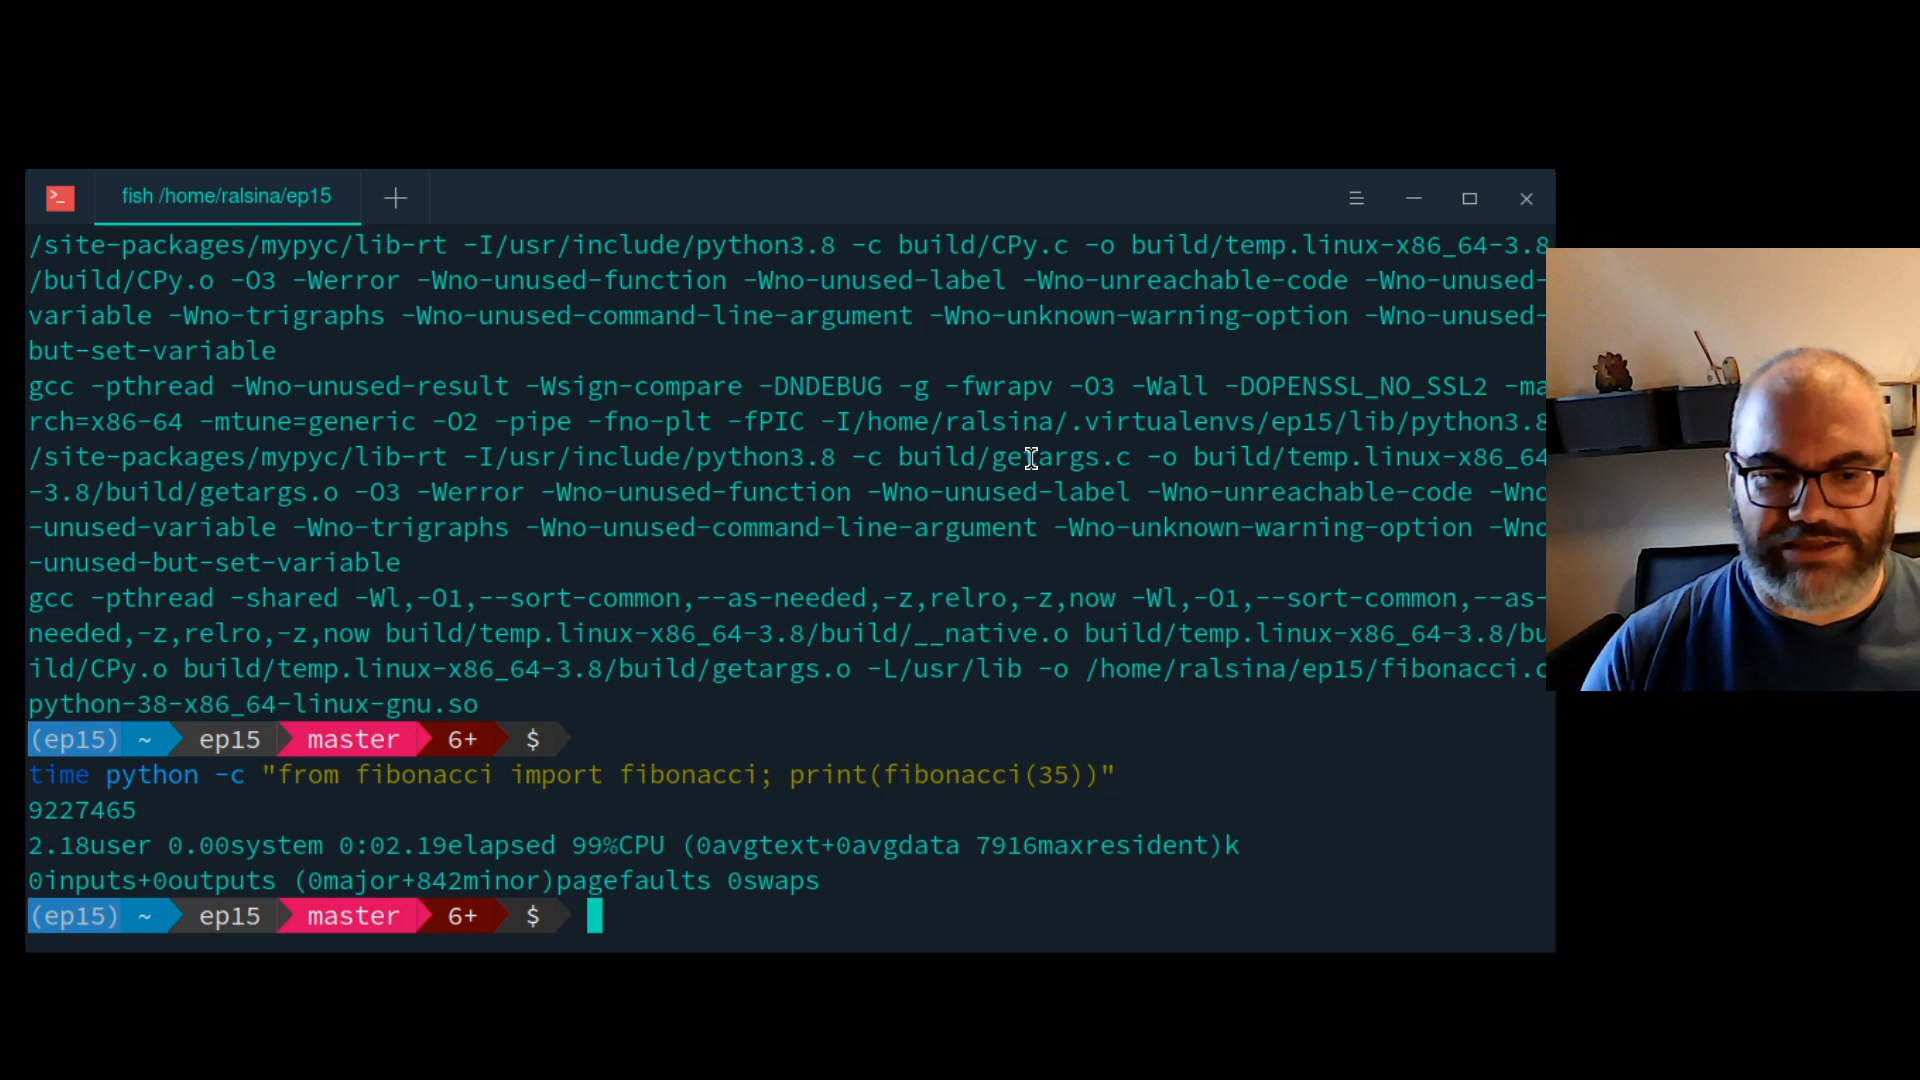 fish /home/ralsina/ep15
/site-packages/mypyc/lib-rt -I/usr/include/python3.8 -c build/CPy.c -o build/temp.linux-x86_64-3.8
/build/CPy.o -O3 -Werror -Wno-unused-function -Wno-unused-label -Wno-unreachable-code -Wno-unused-
variable -Wno-trigraphs -Wno-unused-command-line-argument -Wno-unknown-warning-option -Wno-unused-
but-set-variable
gcc -pthread -Wno-unused-result -Wsign-compare -DNDEBUG -g -fwrapv -O3 -Wall -DOPENSSL_NO_SSL2 -ma
rch=x86-64 -mtune=generic -O2 -pipe -fno-plt -fPIC -I/home/ralsina/.virtualenvs/ep15/lib/python3.8
/site-packages/mypyc/lib-rt -I/usr/include/python3.8 -c build/getargs.c -o build/temp.linux-x86_64
-3.8/build/getargs.o -O3 -Werror -Wno-unused-function -Wno-unused-label -Wno-unreachable-code -Wno
-unused-variable -Wno-trigraphs -Wno-unused-command-line-argument -Wno-unknown-warning-option -Wno
-unused-but-set-variable
gcc -pthread -shared -Wl,-O1,--sort-common,--as-needed,-z,relro,-z,now -Wl,-O1,--sort-common,--as-
needed,-z,relro,-z,now build/temp.linux-x86_64-3.8/build/__native.o build/temp.linux-x86_64-3.8/bu
ild/CPy.o build/temp.linux-x86_64-3.8/build/getargs.o -L/usr/lib -o /home/ralsina/ep15/fibonacci.c
python-38-x86_64-linux-gnu.so
(ep15) ~ ep15 master 6+ $
time python -c "from fibonacci import fibonacci; print(fibonacci(35))"
9227465
2.18user 0.00system 0:02.19elapsed 99%CPU (0avgtext+0avgdata 7916maxresident)k
0inputs+0outputs (0major+842minor)pagefaults 0swaps
(ep15) ~ ep15 master 6+ $